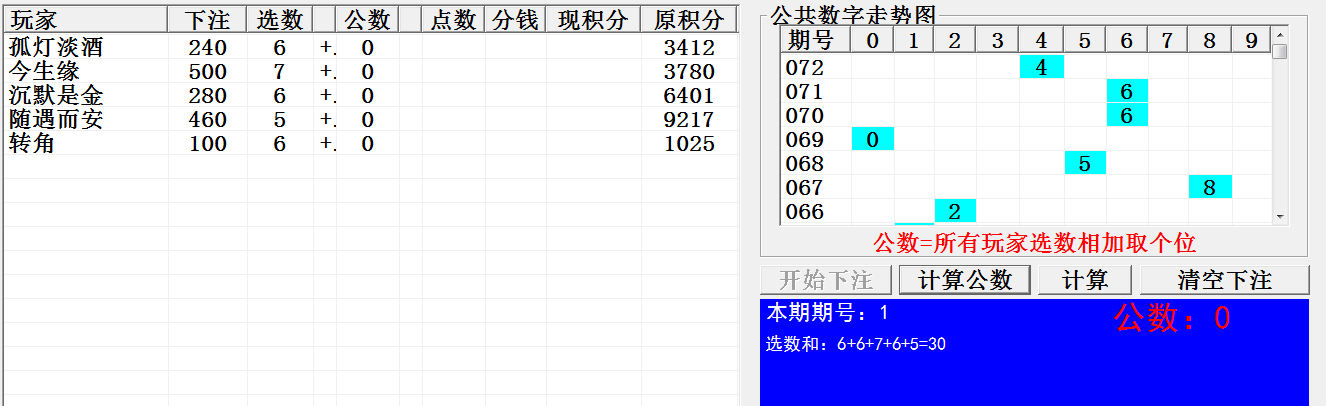 玩家 下注 选数 公数 点数 分钱 现积分 原积分
孤灯淡酒 240 6 +. 0 3412
今生缘 500 7 +. 0 3780
沉默是金 280 6 +. 0 6401
随遇而安 460 5 +. 0 9217
转角 100 6 +. 0 1025
公共数字走势图
期号 0 1 2 3 4 5 6 7 8 9
072 4
071 6
070 6
069 0
068 5
067 8
066 2
公数=所有玩家选数相加取个位
开始下注 计算公数 计算 清空下注
本期期号：1
公数：0
选数和：6+6+7+6+5=30